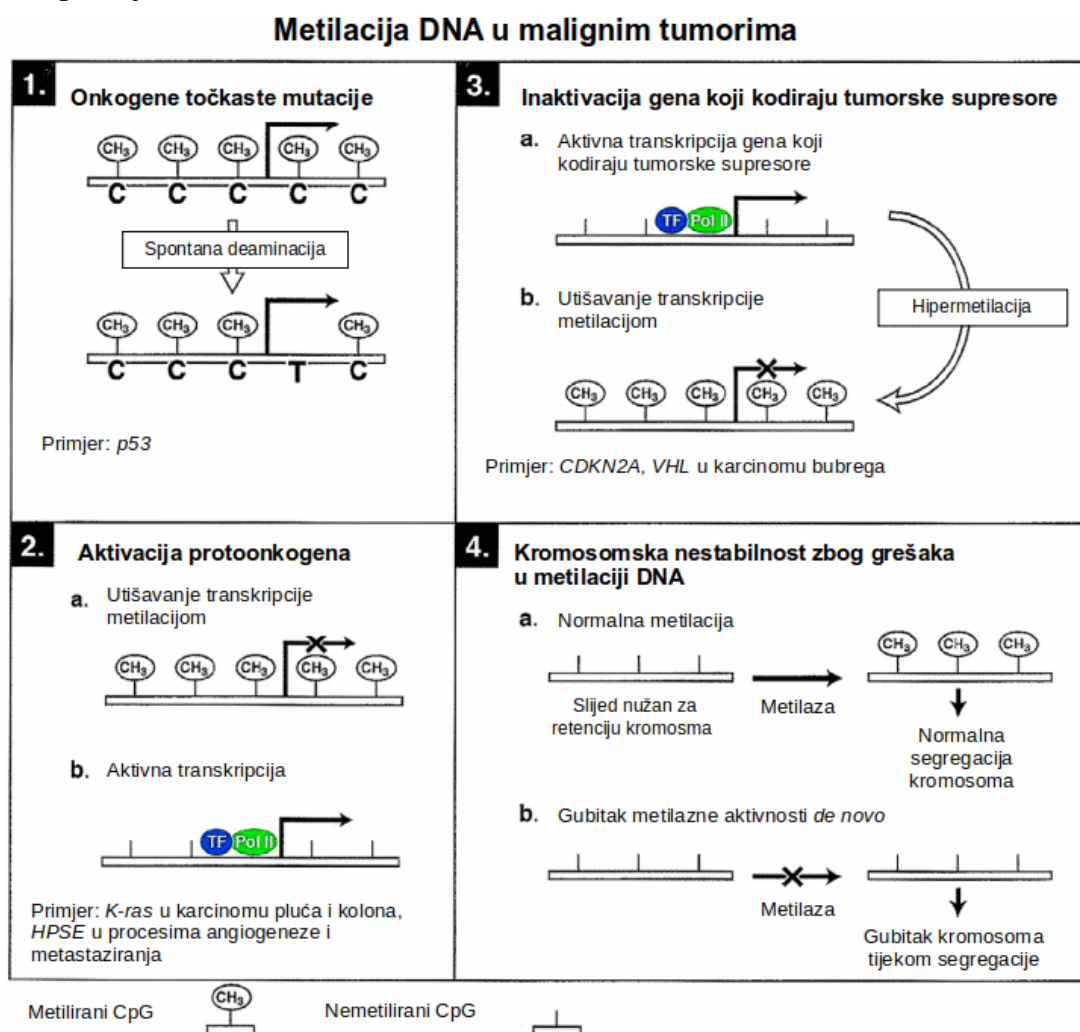 Metilacija DNA u malignim tumorima
1.
Onkogene točkaste mutacije
CH₃ CH₃ CH₃ CH₃ CH₃
C C C C C
Spontana deaminacija
CH₃ CH₃ CH₃ CH₃
C C C T C
Primjer: p53
2.
Aktivacija protoonkogena
a. Utišavanje transkripcije
metilacijom
CH₃ CH₃ CH₃ CH₃ CH₃
b. Aktivna transkripcija
TF Pol II
Primjer: K-ras u karcinomu pluća i kolona,
HPSE u procesima angiogeneze i
metastaziranja
3.
Inaktivacija gena koji kodiraju tumorske supresore
a. Aktivna transkripcija gena koji
kodiraju tumorske supresore
TF Pol II
b. Utišavanje transkripcije
metilacijom
Hipermetilacija
CH₃ CH₃ CH₃ CH₃ CH₃
Primjer: CDKN2A, VHL u karcinomu bubrega
4.
Kromosomska nestabilnost zbog grešaka
u metilaciji DNA
a. Normalna metilacija
CH₃ CH₃ CH₃
Slijed nužan za
retenciju kromosma
Metilaza
Normalna
segregacija
kromosoma
b. Gubitak metilazne aktivnosti de novo
Metilaza
Gubitak kromosoma
tijekom segregacije
Metilirani CpG
CH₃
Nemetilirani CpG